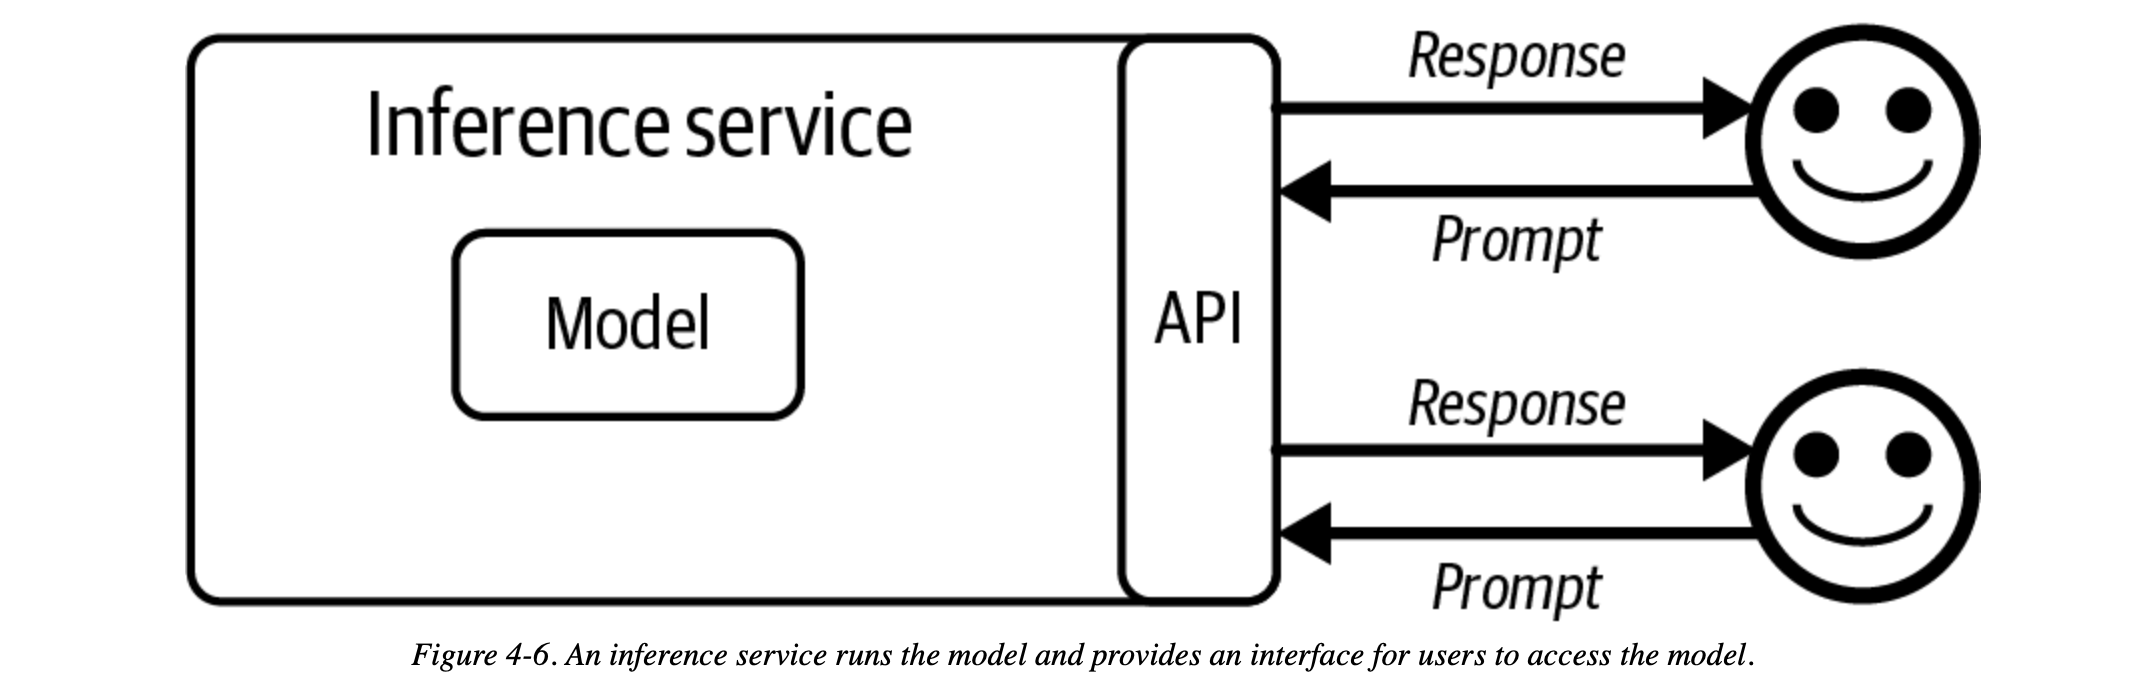 Inference service
Model
API
Response
Prompt
Response
Prompt
Figure 4-6. An inference service runs the model and provides an interface for users to access the model.